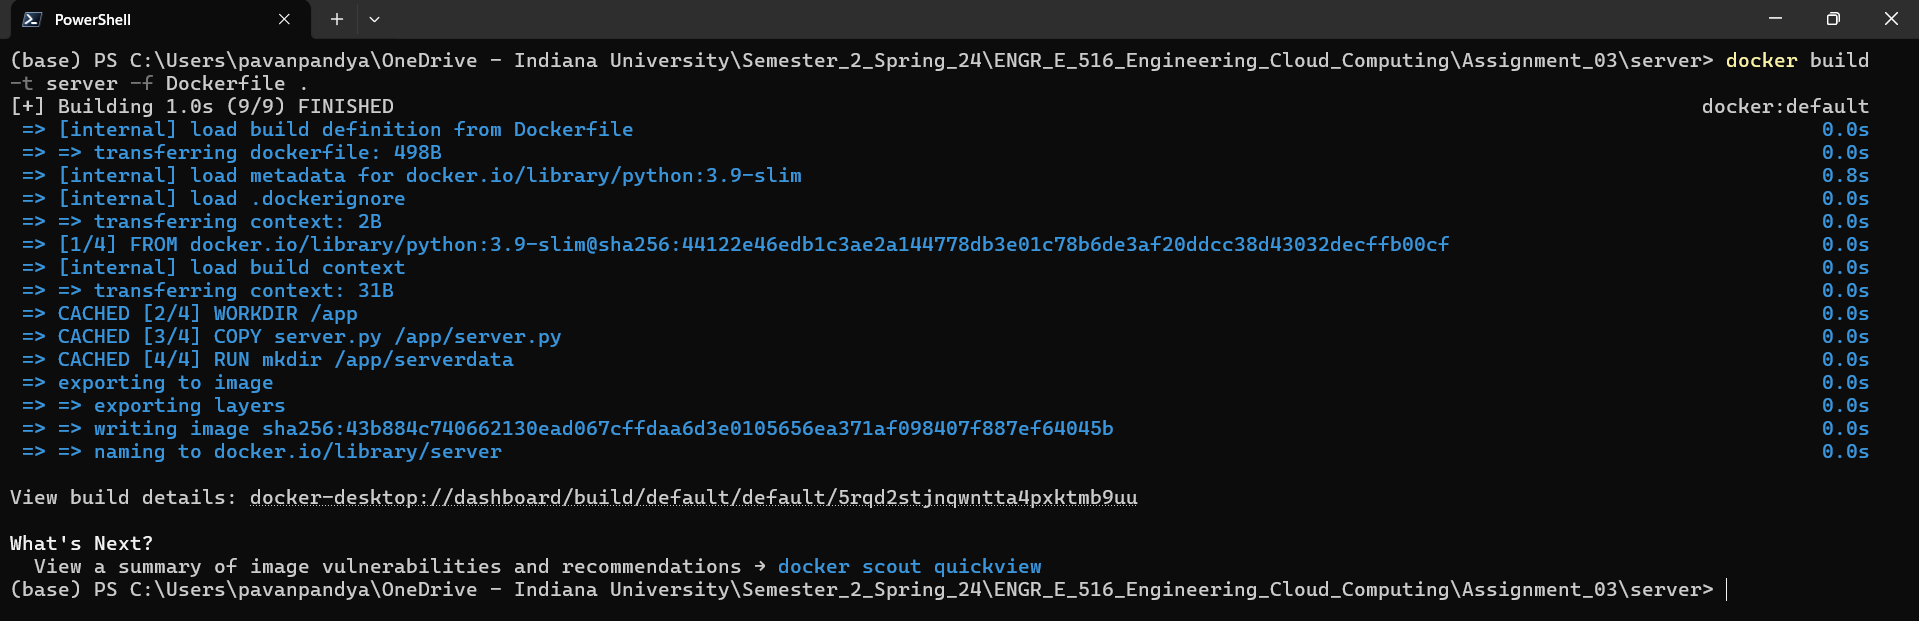 PowerShell
(base) PS C:\Users\pavanpandya\OneDrive - Indiana University\Semester_2_Spring_24\ENGR_E_516_Engineering_Cloud_Computing\Assignment_03\server> docker build
-t server -f Dockerfile .
[+] Building 1.0s (9/9) FINISHED docker:default
=> [internal] load build definition from Dockerfile 0.0s
=> => transferring dockerfile: 498B 0.0s
=> [internal] load metadata for docker.io/library/python:3.9-slim 0.8s
=> [internal] load .dockerignore 0.0s
=> => transferring context: 2B 0.0s
=> [1/4] FROM docker.io/library/python:3.9-slim@sha256:44122e46edb1c3ae2a144778db3e01c78b6de3af20ddcc38d43032decffb00cf 0.0s
=> [internal] load build context 0.0s
=> => transferring context: 31B 0.0s
=> CACHED [2/4] WORKDIR /app 0.0s
=> CACHED [3/4] COPY server.py /app/server.py 0.0s
=> CACHED [4/4] RUN mkdir /app/serverdata 0.0s
=> exporting to image 0.0s
=> => exporting layers 0.0s
=> => writing image sha256:43b884c740662130ead067cffdaa6d3e0105656ea371af098407f887ef64045b 0.0s
=> => naming to docker.io/library/server 0.0s
View build details: docker-desktop://dashboard/build/default/default/5rqd2stjnqwntta4pxktmb9uu
What's Next?
View a summary of image vulnerabilities and recommendations → docker scout quickview
(base) PS C:\Users\pavanpandya\OneDrive - Indiana University\Semester_2_Spring_24\ENGR_E_516_Engineering_Cloud_Computing\Assignment_03\server>